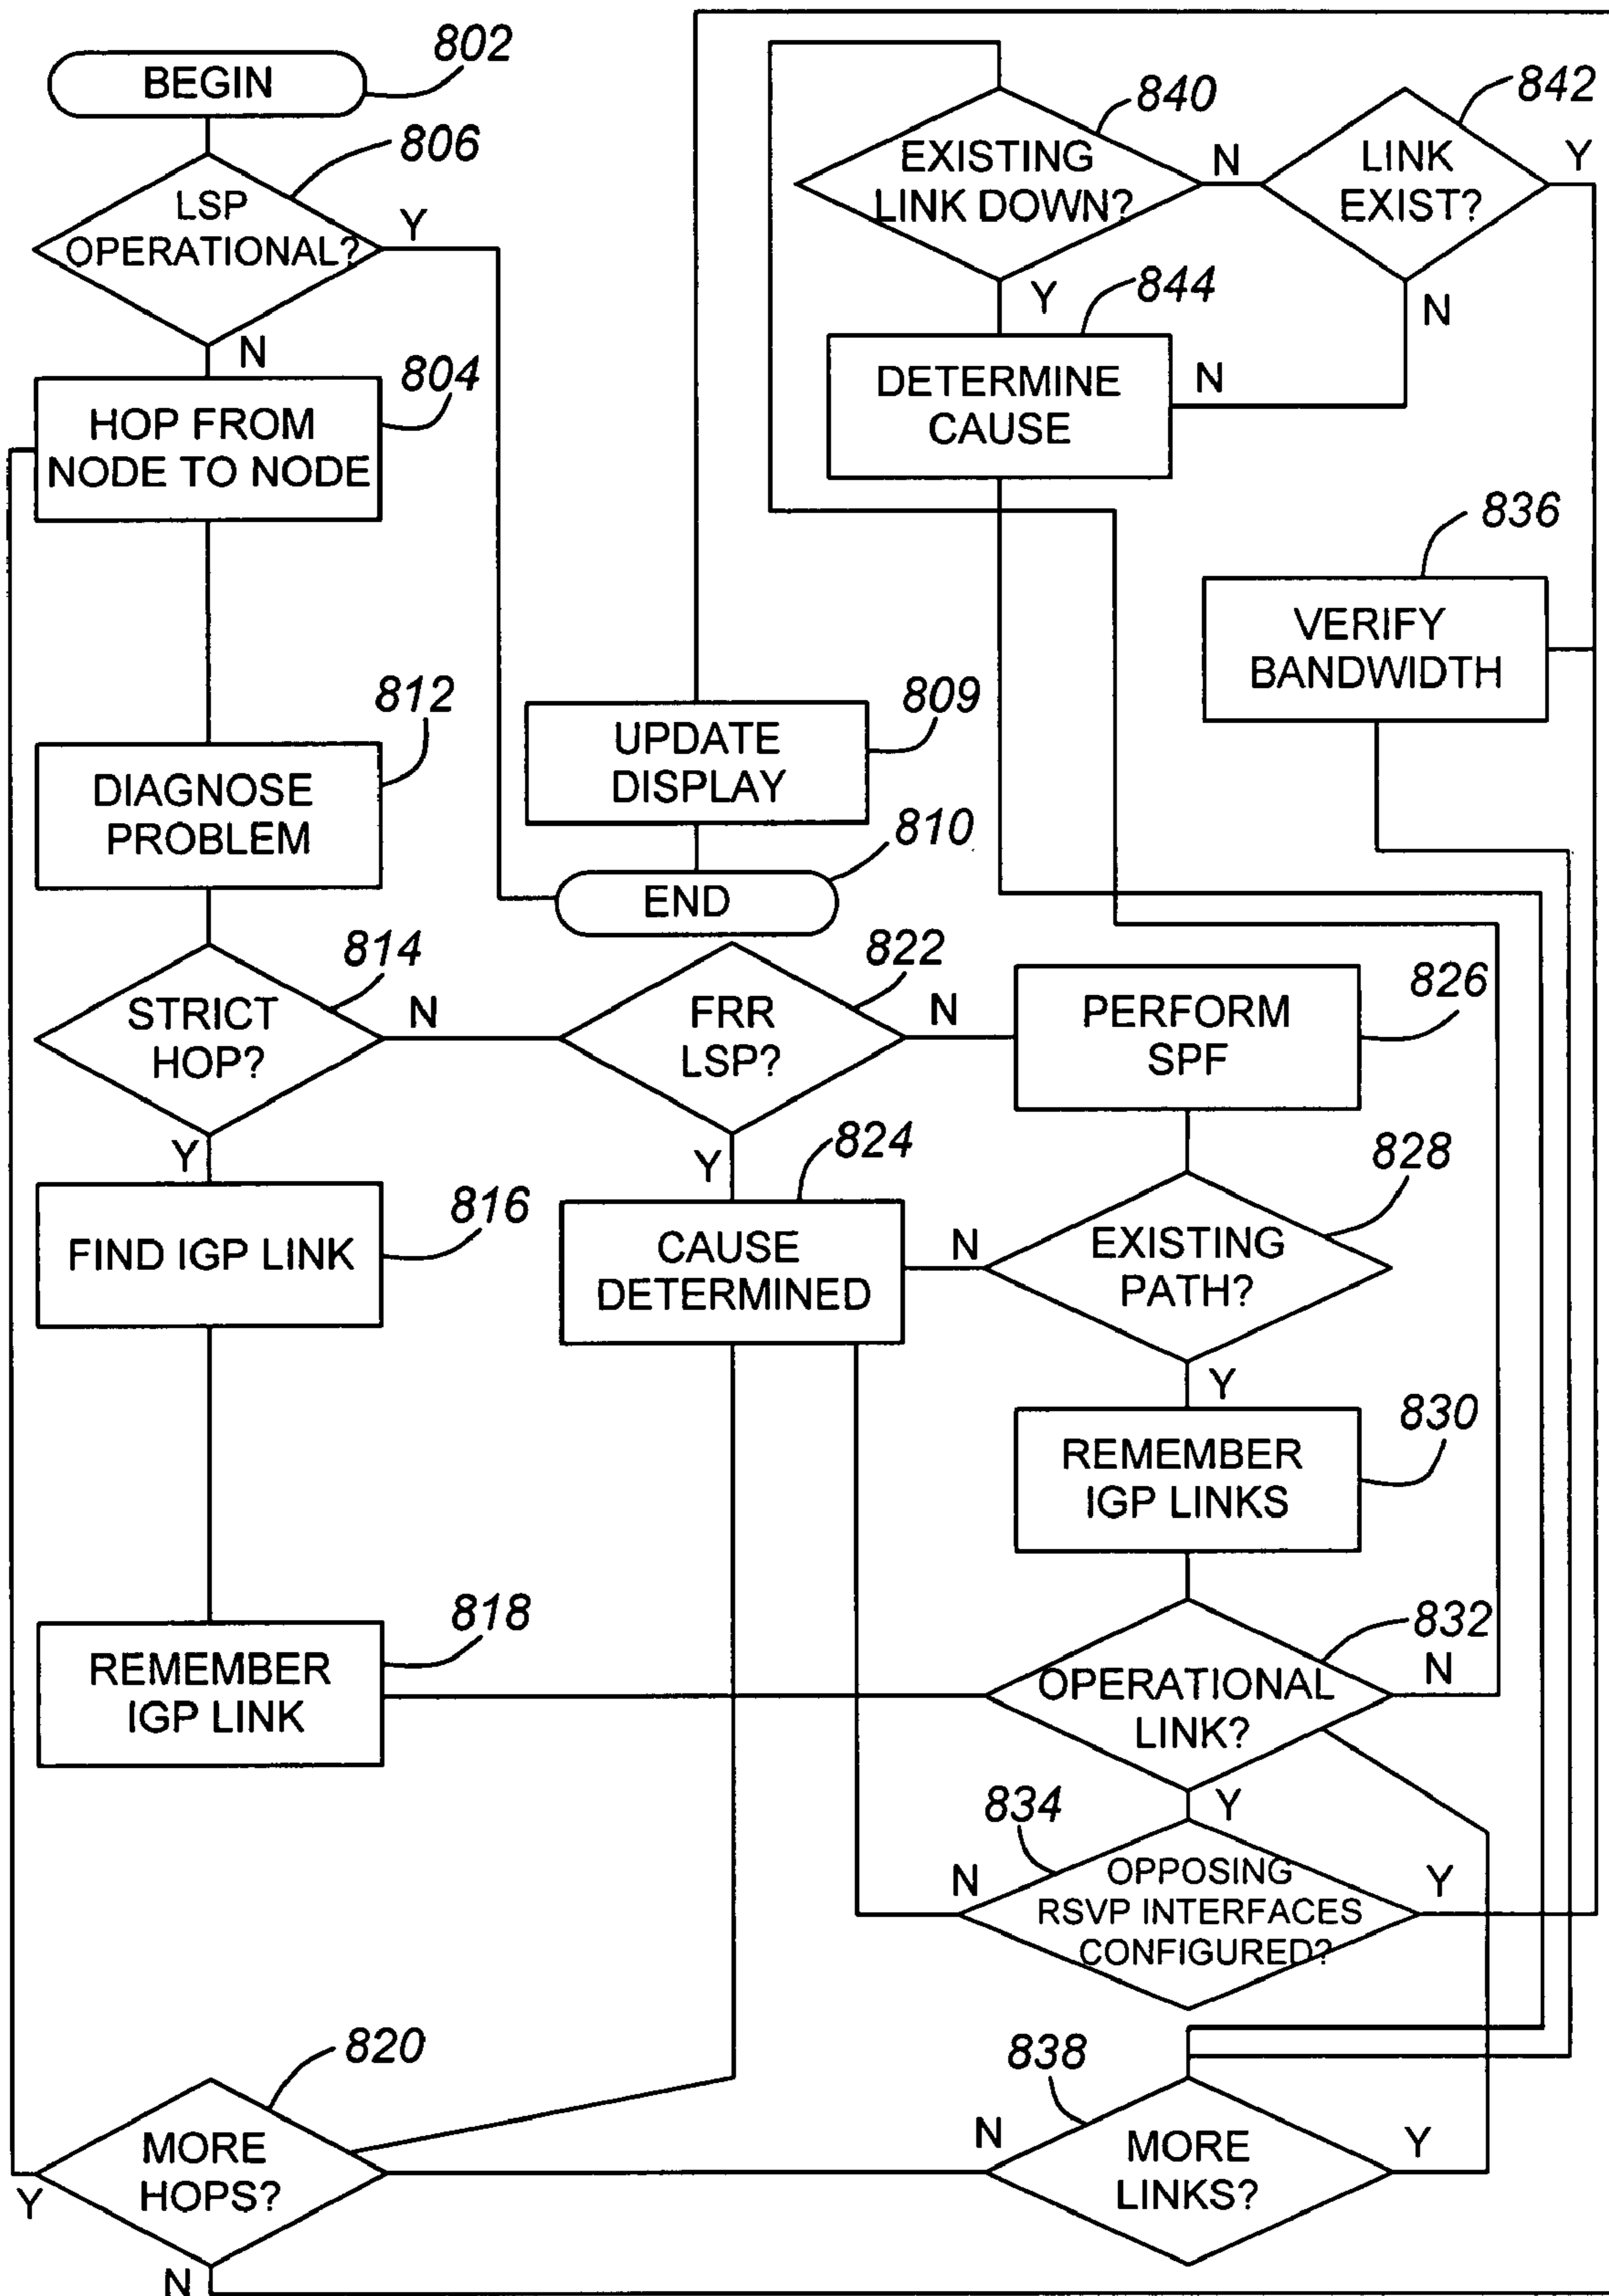 BEGIN
802
806
LSP
OPERATIONAL?
Y
N
804
HOP FROM
NODE TO NODE
812
DIAGNOSE
PROBLEM
814
STRICT
HOP?
N
Y
816
FIND IGP LINK
818
REMEMBER
IGP LINK
820
MORE
HOPS?
Y
N
840
EXISTING
LINK DOWN?
N
Y
842
LINK
EXIST?
Y
N
844
DETERMINE
CAUSE
N
836
VERIFY
BANDWIDTH
809
UPDATE
DISPLAY
810
END
822
FRR
LSP?
N
Y
826
PERFORM
SPF
824
CAUSE
DETERMINED
828
N
EXISTING
PATH?
Y
830
REMEMBER
IGP LINKS
832
OPERATIONAL
LINK?
N
Y
834
N
OPPOSING
RSVP INTERFACES
CONFIGURED?
Y
838
N
MORE
LINKS?
Y